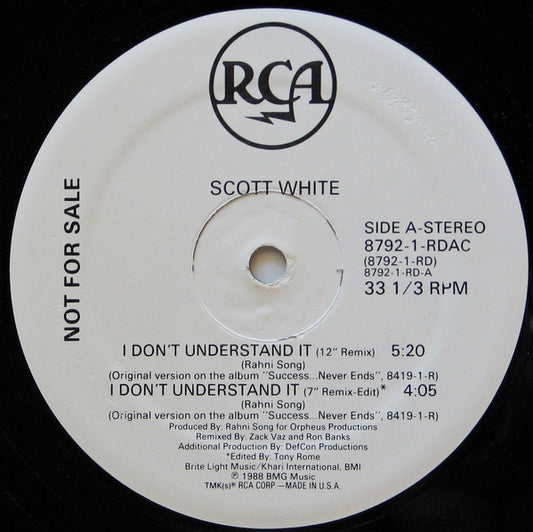 RCA
SCOTT WHITE
NOT FOR SALE
SIDE A-STEREO
8792-1-RDAC
(8792-1-RD)
8792-1-RD-A
33 1/3 RPM
I DON'T UNDERSTAND IT (12" Remix) 5:20
(Rahni Song)
(Original version on the album "Success...Never Ends", 8419-1-R)
I DON'T UNDERSTAND IT (7" Remix-Edit)* 4:05
(Rahni Song)
(Original version on the album "Success...Never Ends", 8419-1-R)
Produced By: Rahni Song for Orpheus Productions
Remixed By: Zack Vaz and Ron Banks
Additional Production By: DefCon Productions
*Edited By: Tony Rome
Brite Light Music/Khari International, BMI
℗ 1988 BMG Music
TMK(s)® RCA CORP.—MADE IN U.S.A.